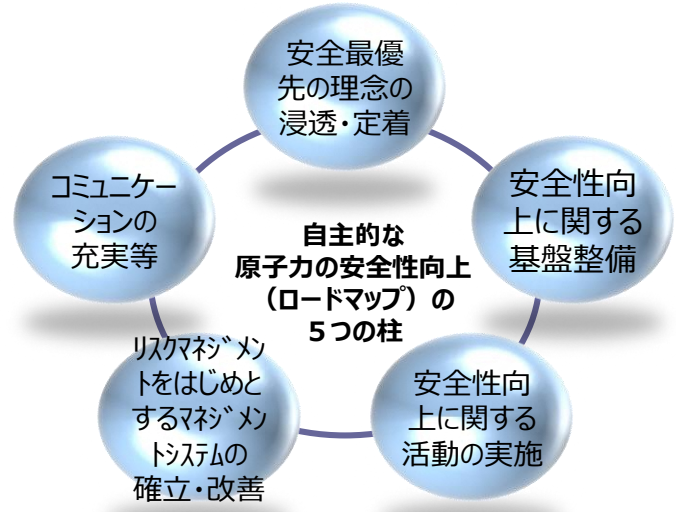 安全最優
先の理念の
浸透・定着
コミュニケー
ションの
充実等
安全性向
上に関する
基盤整備
自主的な
原子力の安全性向上
（ロードマップ）の
５つの柱
ﾘｽｸﾏﾈｼﾞﾒﾝ
ﾄをはじめと
するﾏﾈｼﾞﾒﾝ
ﾄｼｽﾃﾑの
確立・改善
安全性向
上に関する
活動の実施